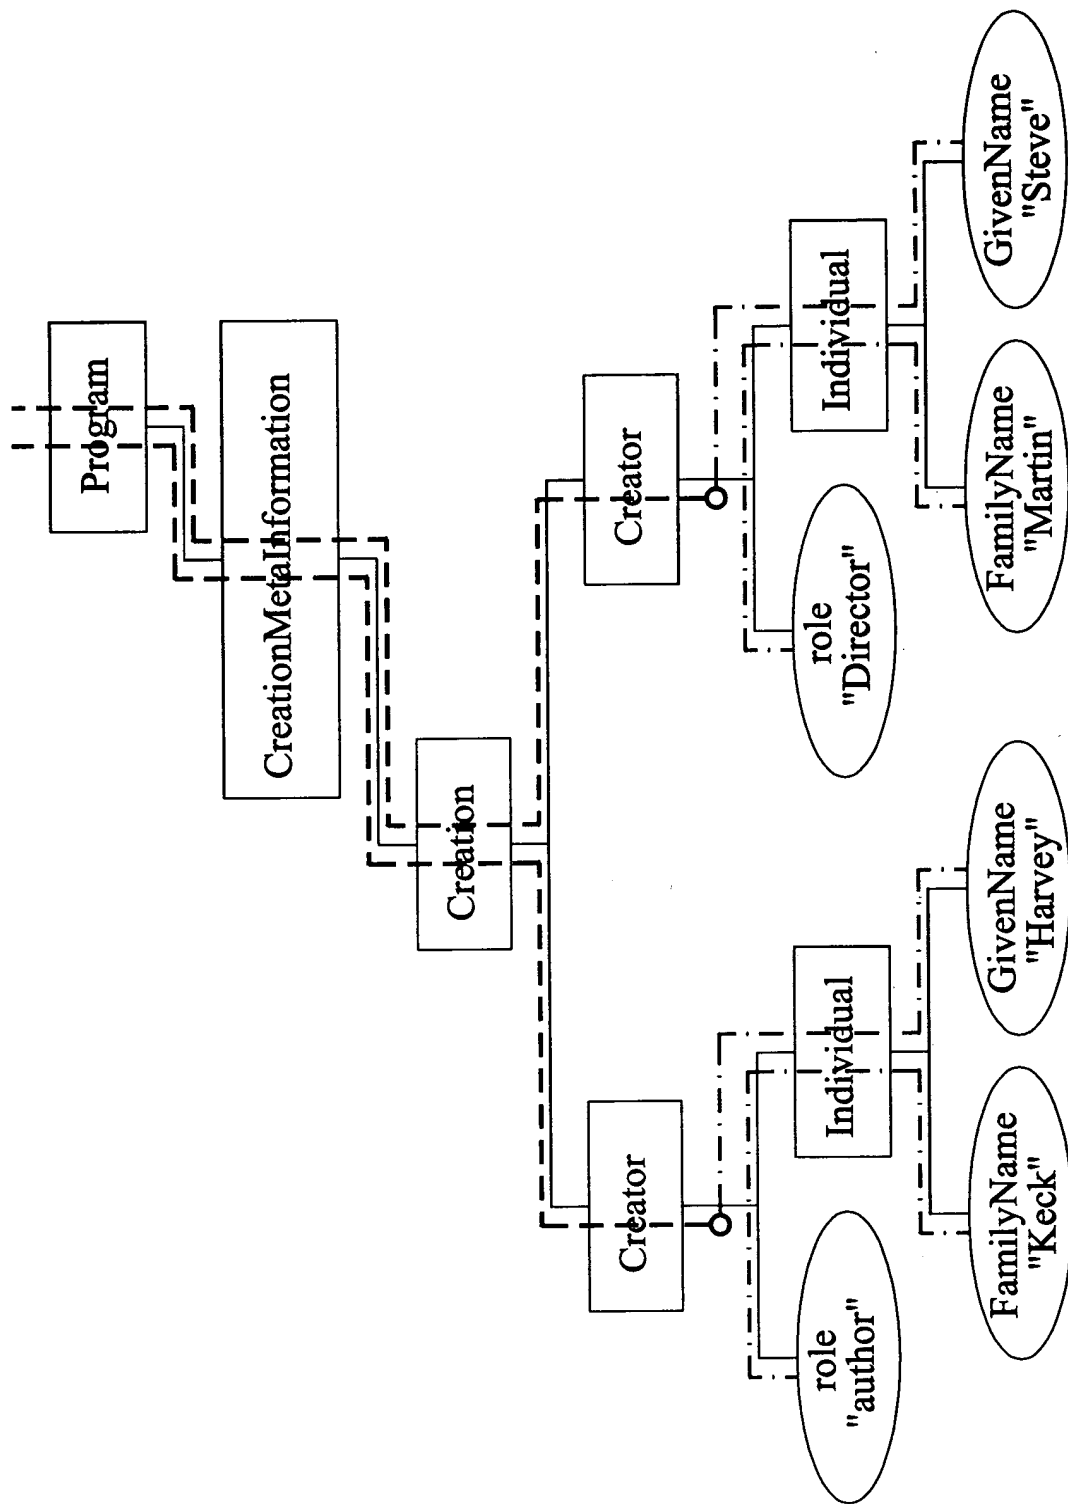 Program
CreationMetaInformation
Creation
Creator
Creator
role
"author"
Individual
role
"Director"
Individual
FamilyName
"Keck"
GivenName
"Harvey"
FamilyName
"Martin"
GivenName
"Steve"